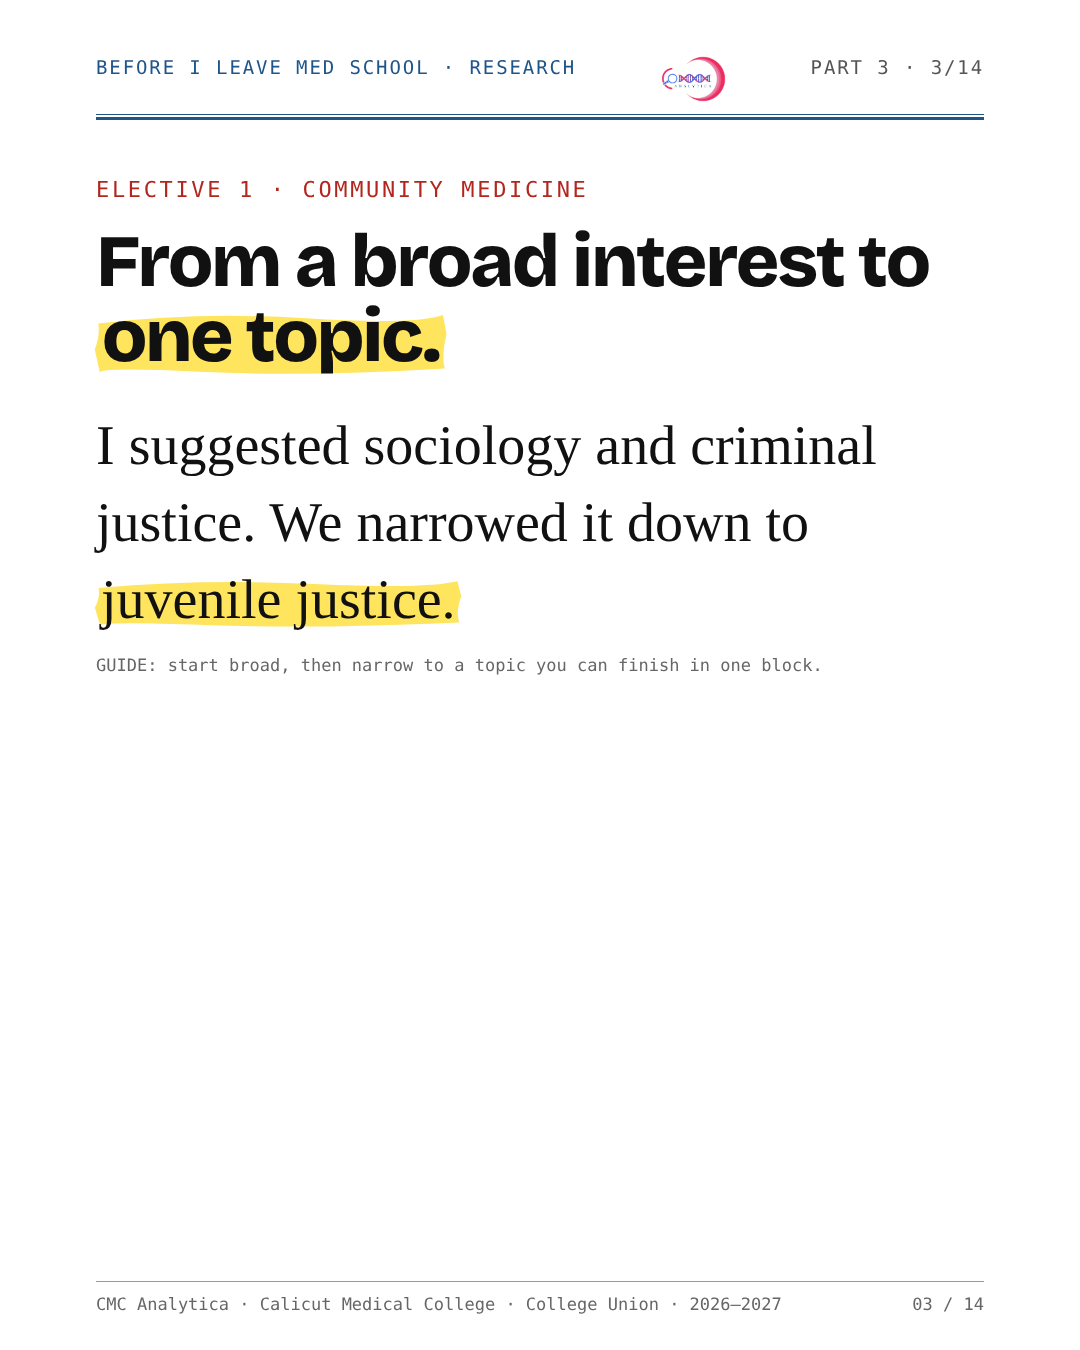 BEFORE I LEAVE MED SCHOOL · RESEARCH
ANALYTICA
PART 3 · 3/14
ELECTIVE 1 · COMMUNITY MEDICINE
From a broad interest to
one topic.
I suggested sociology and criminal
justice. We narrowed it down to
juvenile justice.
GUIDE: start broad, then narrow to a topic you can finish in one block.
CMC Analytica · Calicut Medical College · College Union · 2026–2027
03 / 14